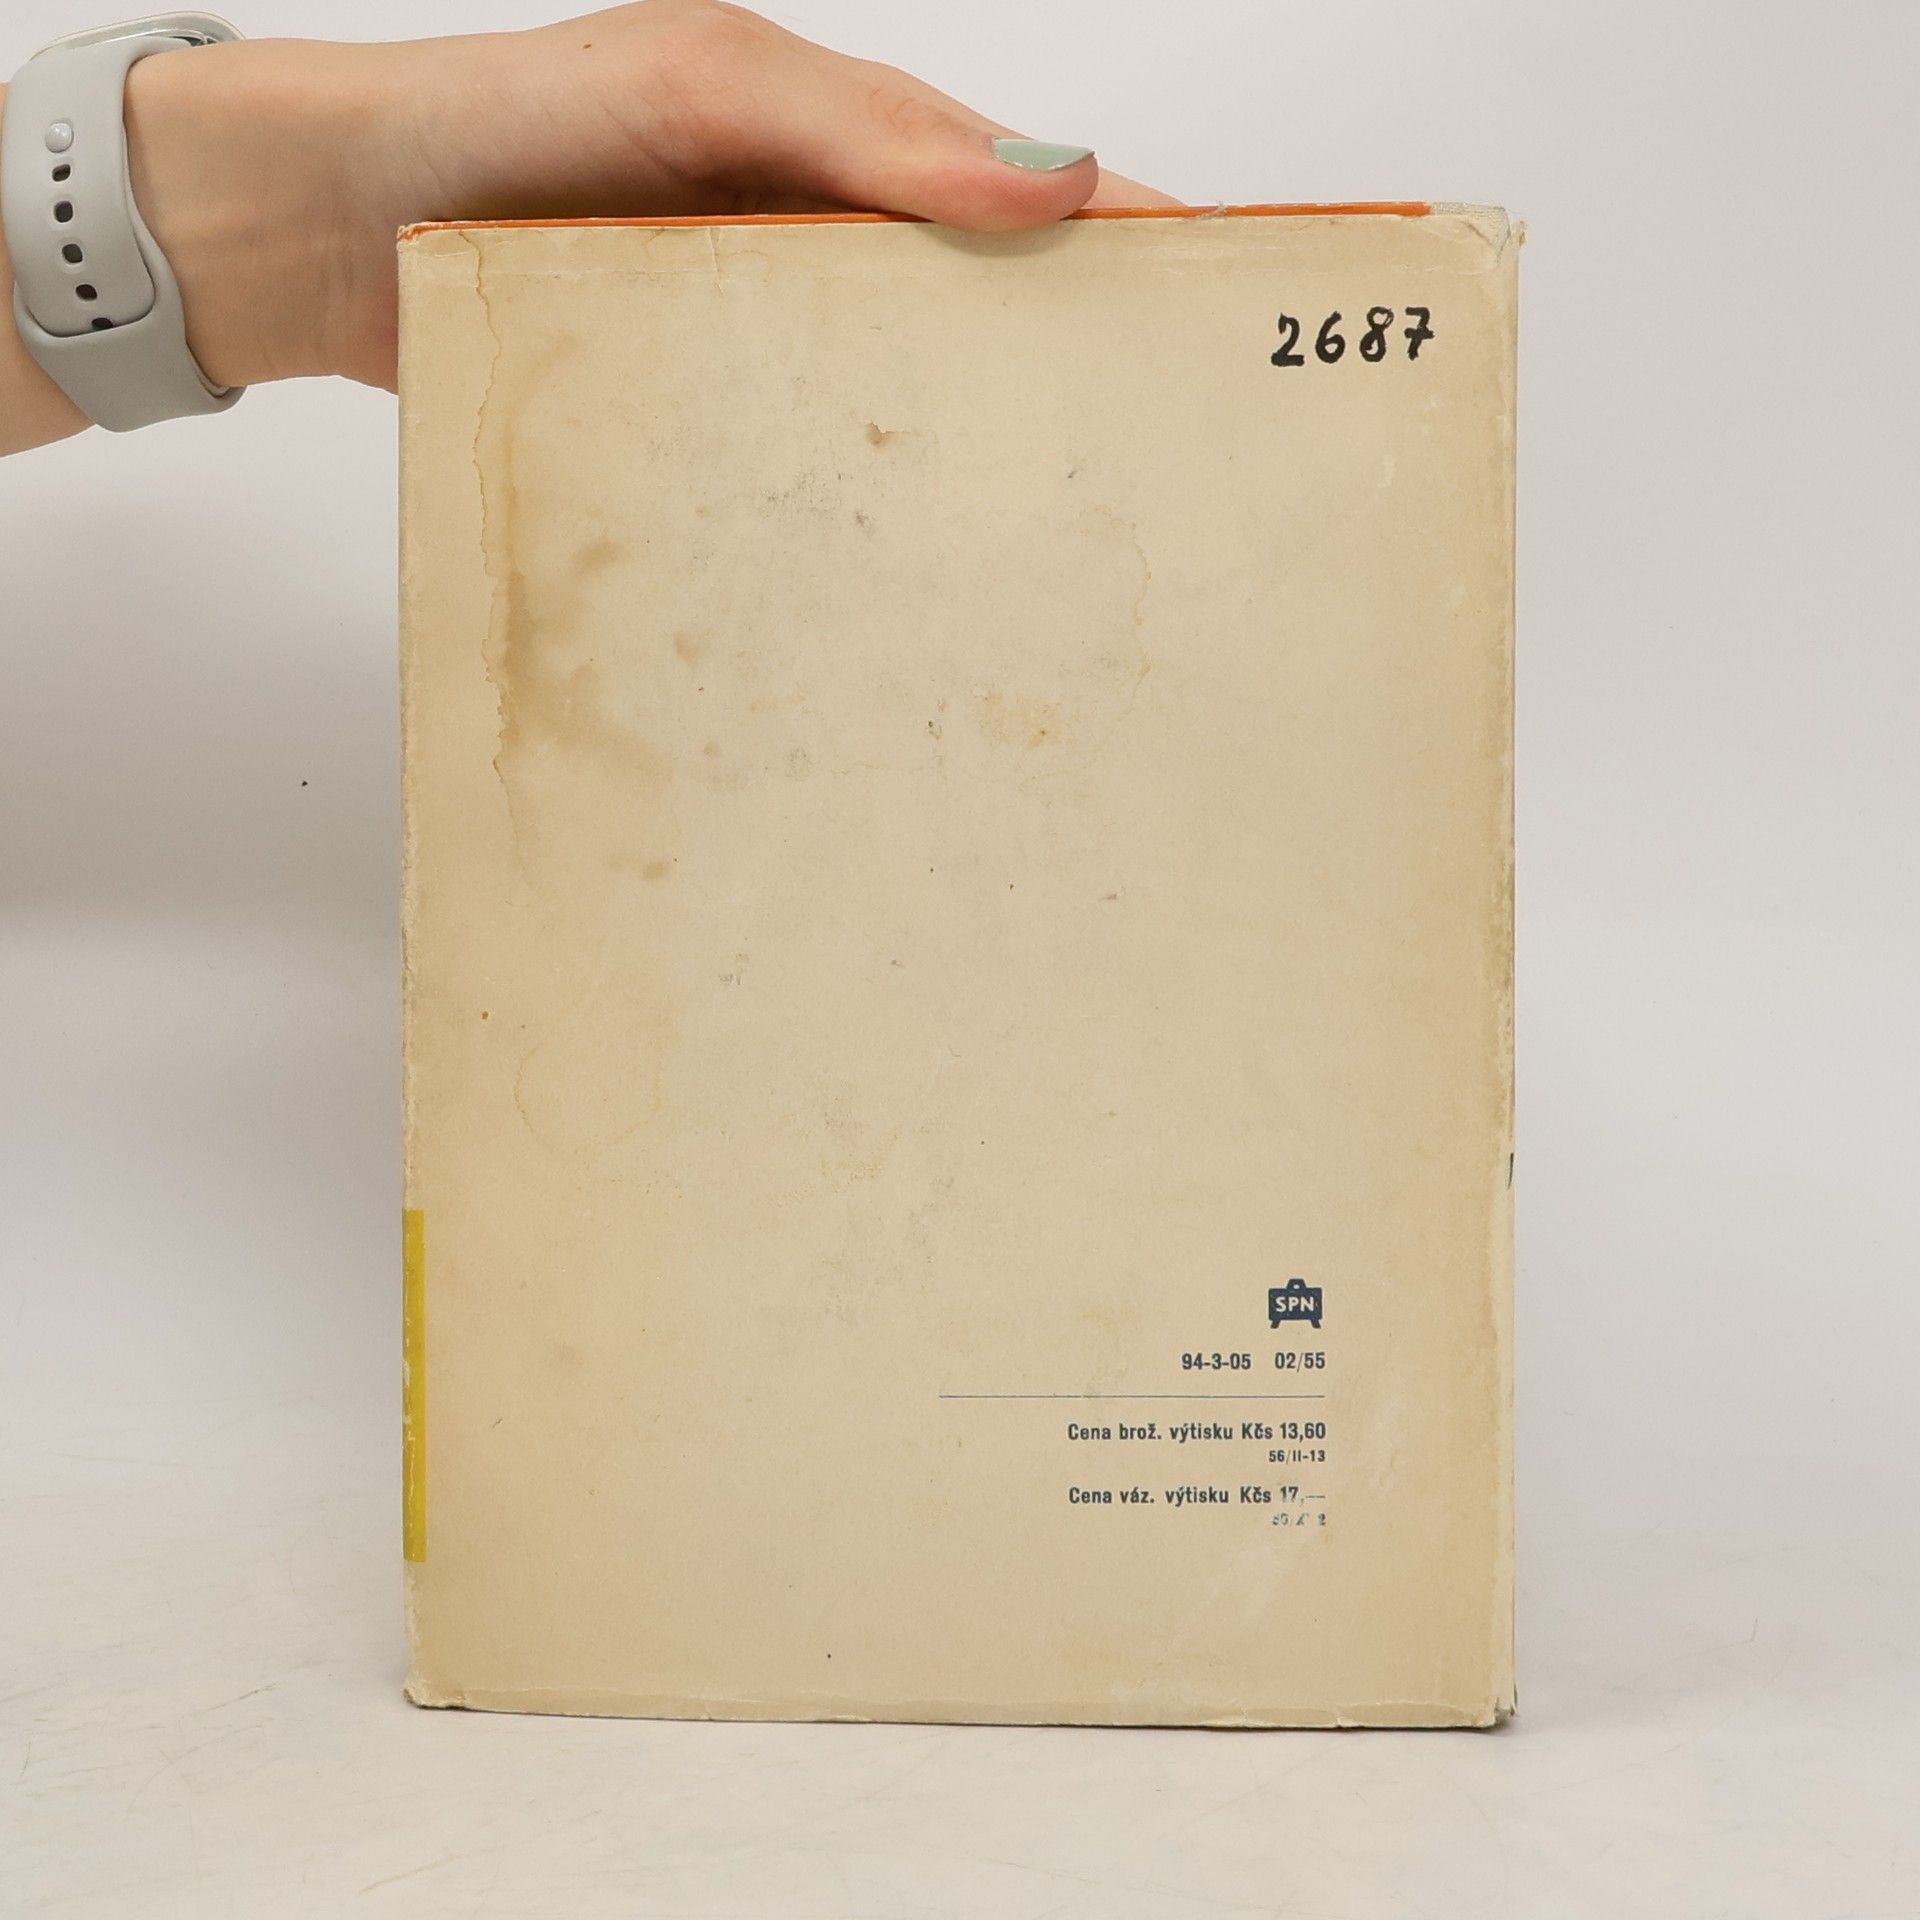 2687
SPN
94-3-05 02/55
Cena brož. výtisku Kčs 13,60
56/II-13
Cena váz. výtisku Kčs 17,—